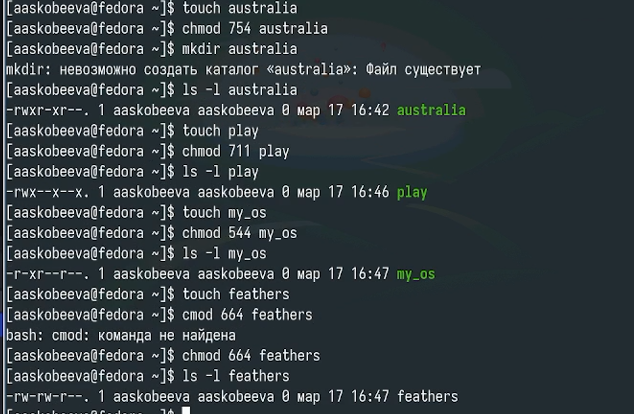 [aaskobeeva@fedora ~]$ touch australia
[aaskobeeva@fedora ~]$ chmod 754 australia
[aaskobeeva@fedora ~]$ mkdir australia
mkdir: невозможно создать каталог «australia»: Файл существует
[aaskobeeva@fedora ~]$ ls -l australia
-rwxr-xr--. 1 aaskobeeva aaskobeeva 0 мар 17 16:42 australia
[aaskobeeva@fedora ~]$ touch play
[aaskobeeva@fedora ~]$ chmod 711 play
[aaskobeeva@fedora ~]$ ls -l play
-rwx--x--x. 1 aaskobeeva aaskobeeva 0 мар 17 16:46 play
[aaskobeeva@fedora ~]$ touch my_os
[aaskobeeva@fedora ~]$ chmod 544 my_os
[aaskobeeva@fedora ~]$ ls -l my_os
-r-xr--r--. 1 aaskobeeva aaskobeeva 0 мар 17 16:47 my_os
[aaskobeeva@fedora ~]$ touch feathers
[aaskobeeva@fedora ~]$ cmod 664 feathers
bash: cmod: команда не найдена
[aaskobeeva@fedora ~]$ chmod 664 feathers
[aaskobeeva@fedora ~]$ ls -l feathers
-rw-rw-r--. 1 aaskobeeva aaskobeeva 0 мар 17 16:47 feathers
[aaskobeeva@fedora ~]$